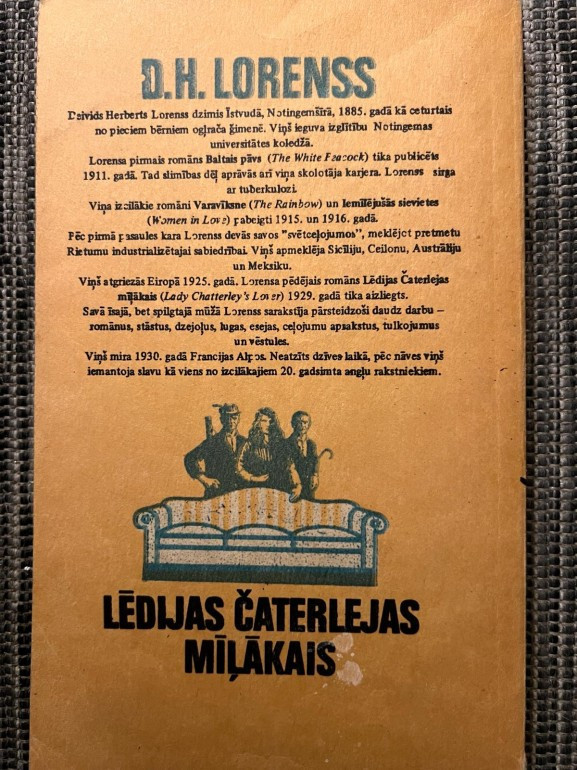 D.H. LORENSS
Deivids Herberts Lorenss dzimis Īstvudā, Notingemšīrā, 1885. gadā kā ceturtais
no pieciem bērniem ogļrača ģimenē. Viņš ieguva izglītību Notingemas
universitātes koledžā.
Lorensa pirmais romāns Baltais pāvs (The White Peacock) tika publicēts
1911. gadā. Tad slimības dēļ aprāvās arī viņa skolotāja karjera. Lorenss sirga
ar tuberkulozi.
Viņa izcilākie romāni Varavīksne (The Rainbow) un Iemīlējušās sievietes
(Women in Love) pabeigti 1915. un 1916. gadā.
Pēc pirmā pasaules kara Lorenss devās savos "svētceļojumos", meklējot pretmetu
Rietumu industrializētajai sabiedrībai. Viņš apmeklēja Sicīliju, Ceilonu, Austrāliju
un Meksiku.
Viņš atgriezās Eiropā 1925. gadā. Lorensa pēdējais romāns Lēdijas Čaterlejas
mīļākais (Lady Chatterley's Lover) 1929. gadā tika aizliegts.
Savā īsajā, bet spilgtajā mūžā Lorenss sarakstīja pārsteidzoši daudz darbu –
romānus, stāstus, dzejoļus, lugas, esejas, ceļojumu apsakstus, tulkojumus
un vēstules.
Viņš mira 1930. gadā Francijas Alpos. Neatzīts dzīves laikā, pēc nāves viņš
iemantoja slavu kā viens no izcilākajiem 20. gadsimta angļu rakstniekiem.
LĒDIJAS ČATERLEJAS
MĪĻĀKAIS